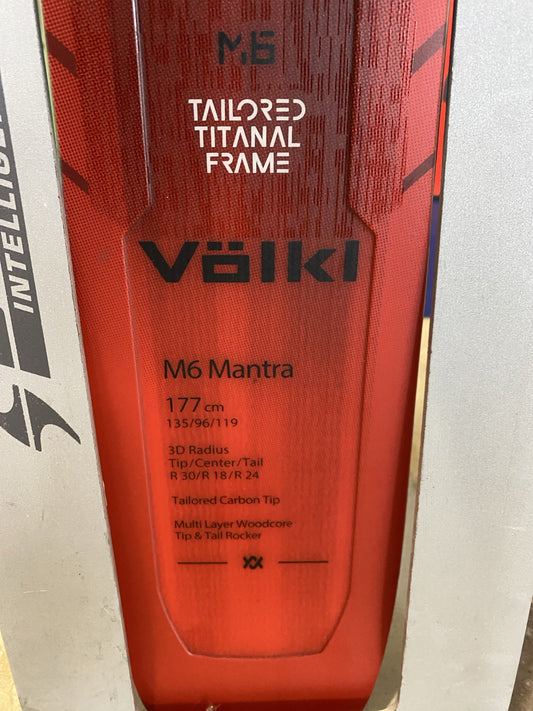 M6
TAILORED
TITANAL
FRAME
Völkl
M6 Mantra
177 cm
135/96/119
3D Radius
Tip/Center/Tail
R 30/R 18/R 24
Tailored Carbon Tip
Multi Layer Woodcore
Tip & Tail Rocker